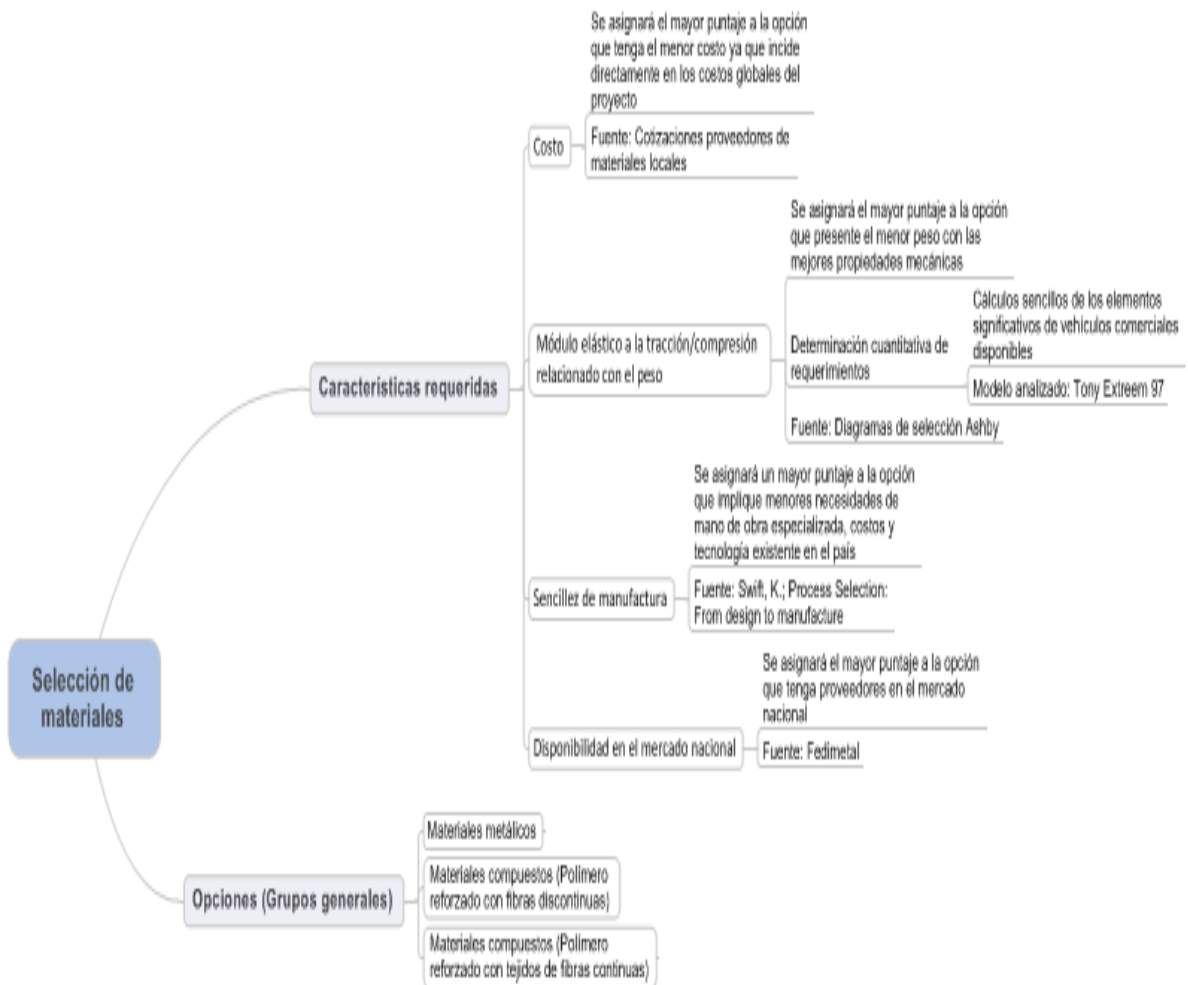 Selección de
materiales
Características requeridas
Costo
Se asignará el mayor puntaje a la opción
que tenga el menor costo ya que incide
directamente en los costos globales del
proyecto
Fuente: Cotizaciones proveedores de
materiales locales
Módulo elástico a la tracción/compresión
relacionado con el peso
Se asignará el mayor puntaje a la opción
que presente el menor peso con las
mejores propiedades mecánicas
Determinación cuantitativa de
requerimientos
Cálculos sencillos de los elementos
significativos de vehículos comerciales
disponibles
Modelo analizado: Tony Extreem 97
Fuente: Diagramas de selección Ashby
Sencillez de manufactura
Se asignará un mayor puntaje a la opción
que implique menores necesidades de
mano de obra especializada, costos y
tecnología existente en el país
Fuente: Swift, K.; Process Selection:
From design to manufacture
Disponibilidad en el mercado nacional
Se asignará el mayor puntaje a la opción
que tenga proveedores en el mercado
nacional
Fuente: Fedimetal
Opciones (Grupos generales)
Materiales metálicos
Materiales compuestos (Polímero
reforzado con fibras discontinuas)
Materiales compuestos (Polímero
reforzado con tejidos de fibras continuas)